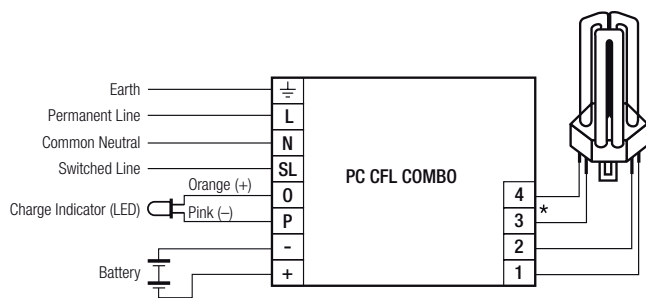 Earth
Permanent Line
Common Neutral
Switched Line
Orange (+)
Charge Indicator (LED)
Pink (–)
Battery
L
N
SL
O
P
-
+
PC CFL COMBO
4
3
2
1
*